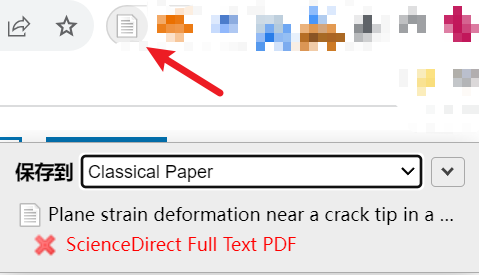 保存到 Classical Paper
Plane strain deformation near a crack tip in a ...
ScienceDirect Full Text PDF